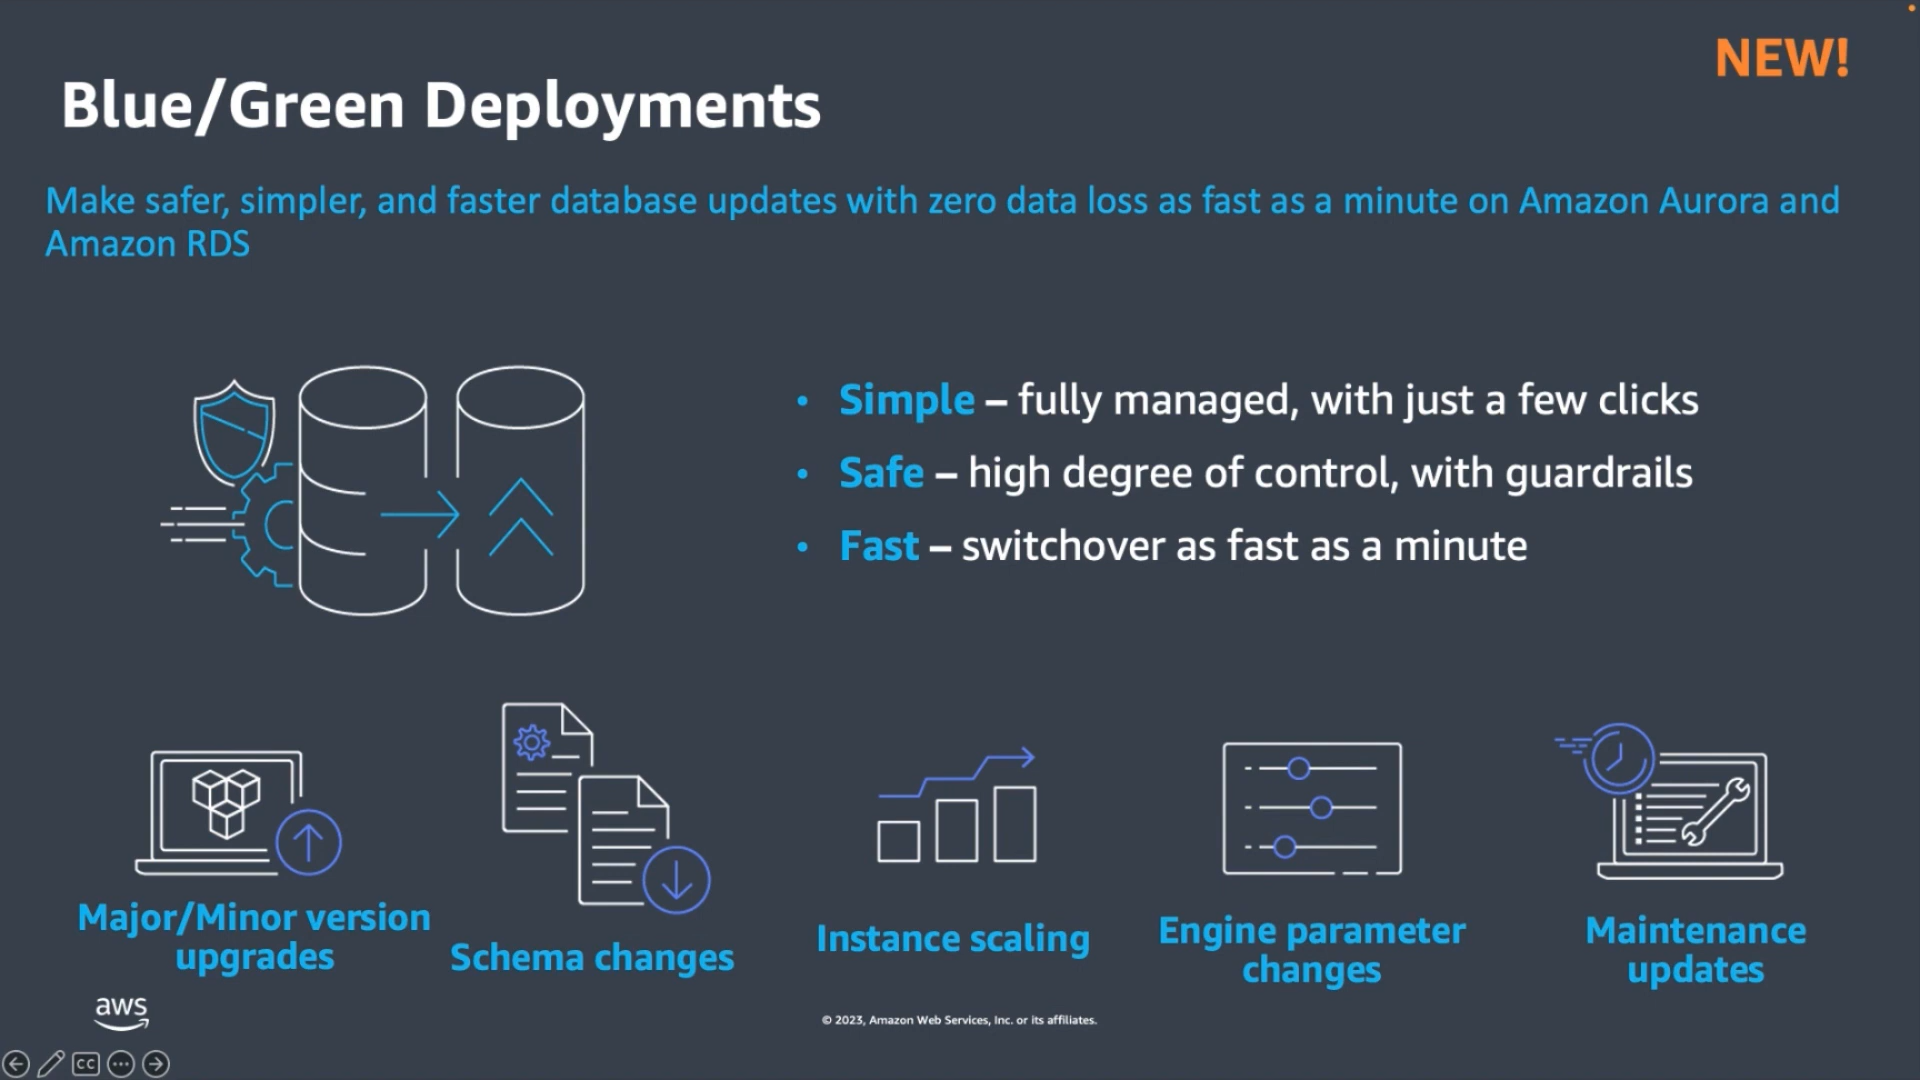 NEW!
Blue/Green Deployments
Make safer, simpler, and faster database updates with zero data loss as fast as a minute on Amazon Aurora and
Amazon RDS
• Simple – fully managed, with just a few clicks
• Safe – high degree of control, with guardrails
• Fast – switchover as fast as a minute
Major/Minor version
upgrades
Schema changes
Instance scaling
Engine parameter
changes
Maintenance
updates
aws
© 2023, Amazon Web Services, Inc. or its affiliates.
CC